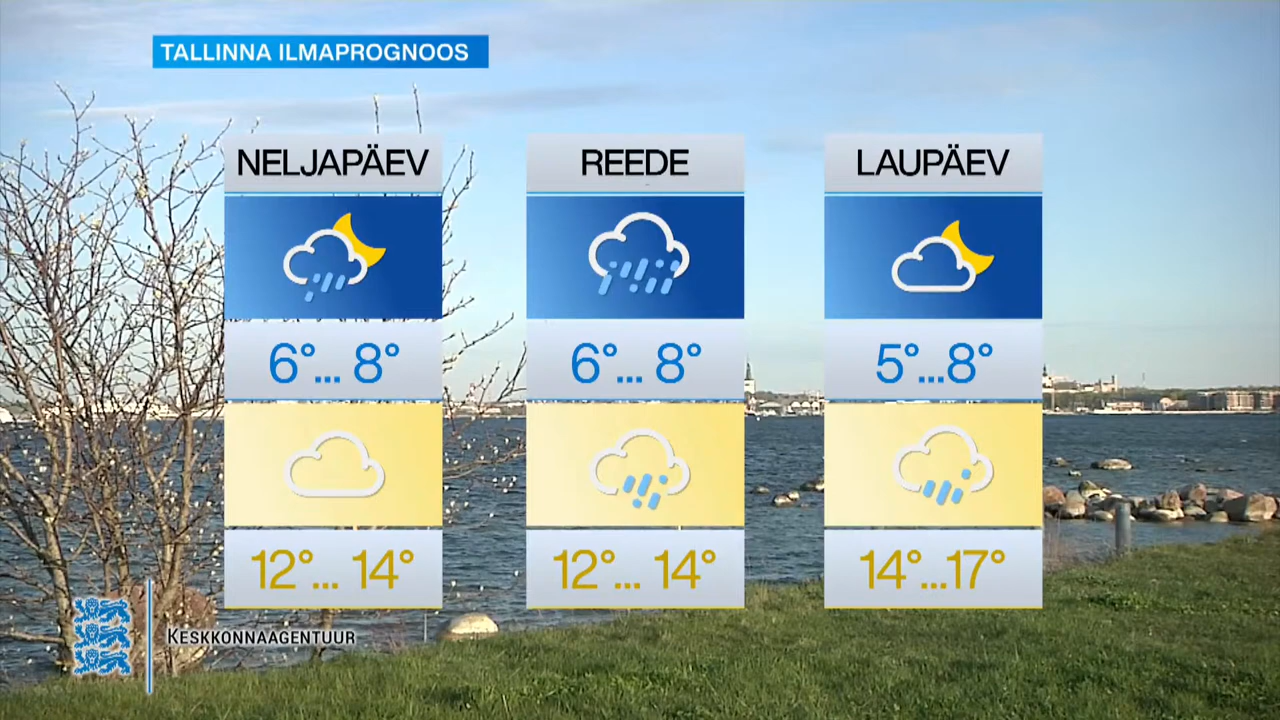 TALLINNA ILMAPROGNOOS
NELJAPÄEV
6°... 8°
12°... 14°
REEDE
6°... 8°
12°... 14°
LAUPÄEV
5°...8°
14°...17°
KESKKONNAAGENTUUR